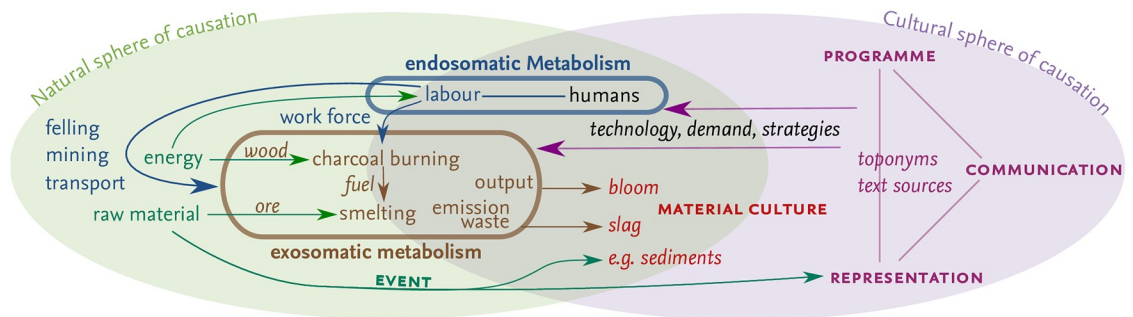 Natural sphere of causation
Cultural sphere of causation
PROGRAMME
endosomatic Metabolism
labour
humans
work force
felling
mining
transport
technology, demand, strategies
energy
wood
charcoal burning
toponyms
text sources
COMMUNICATION
fuel
output
bloom
raw material
ore
smelting
emission
waste
MATERIAL CULTURE
slag
exosomatic metabolism
e.g. sediments
EVENT
REPRESENTATION